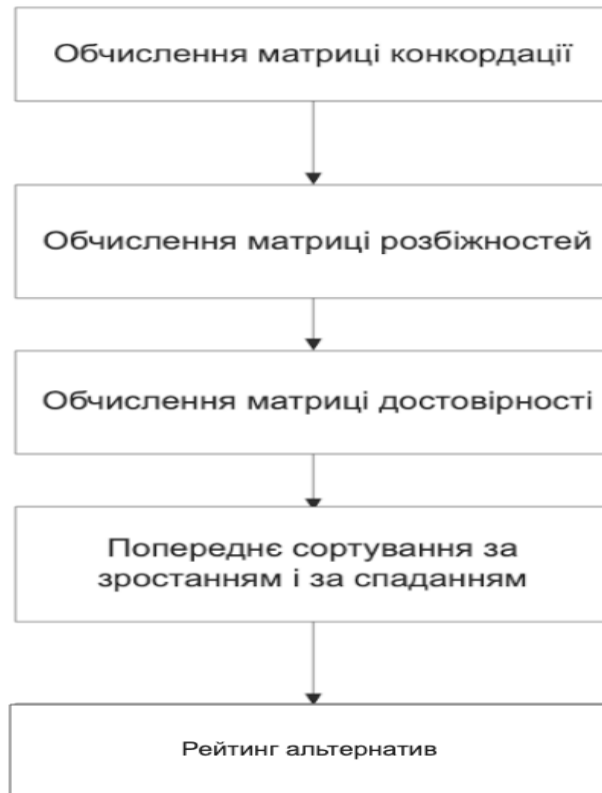 Обчислення матриці конкордації
Обчислення матриці розбіжностей
Обчислення матриці достовірності
Попереднє сортування за
зростанням і за спаданням
Рейтинг альтернатив